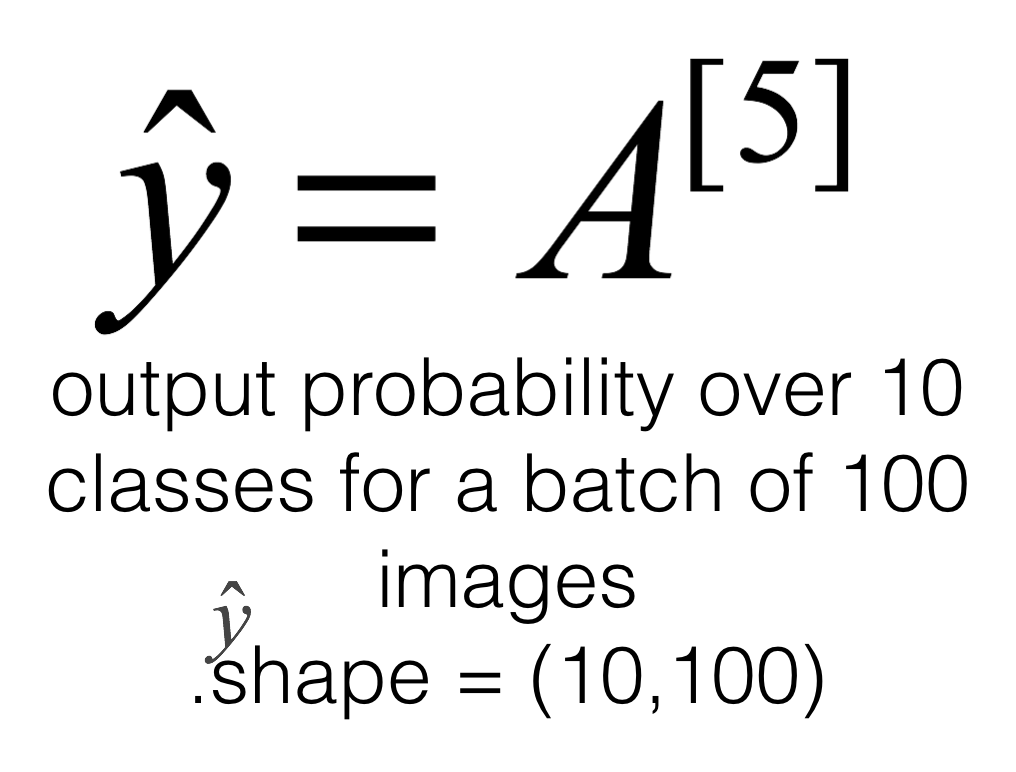 ŷ = A^[5]
output probability over 10
classes for a batch of 100
images
ŷ
.shape = (10,100)